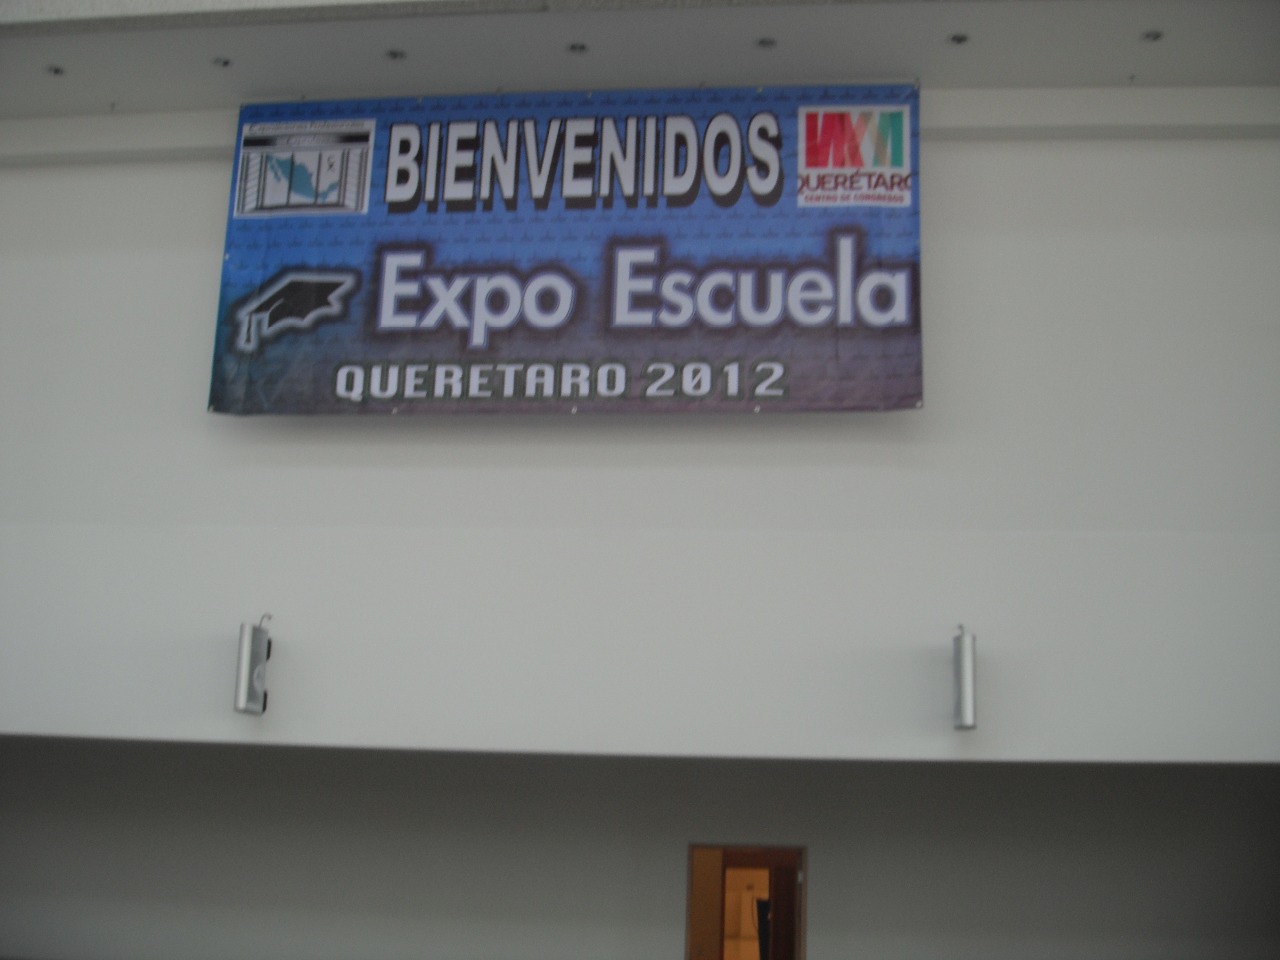 BIENVENIDOS
QUERÉTARO
CENTRO DE CONGRESOS
Expo Escuela
QUERETARO 2012